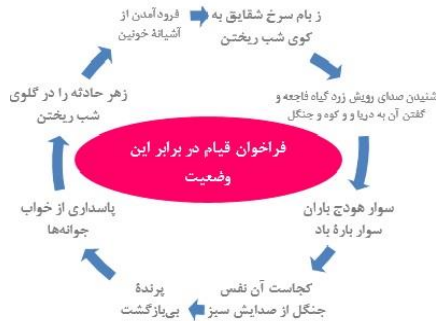 ز بام سرخ شقایق به
کوی شب ریختن
شنیدن صدای رویش زرد گیاه فاجعه و
گفتن آن به دریا و و کوه و جنگل
سوار هودج باران
سوار بارهٔ باد
کجاست آن نفس
جنگل از صدایش سبز
پرندهٔ
بی‌بازگشت
پاسداری از خواب
جوانه‌ها
زهر حادثه را در گلوی
شب ریختن
فرودآمدن از
آشیانهٔ خونین
فراخوان قیام در برابر این
وضعیت